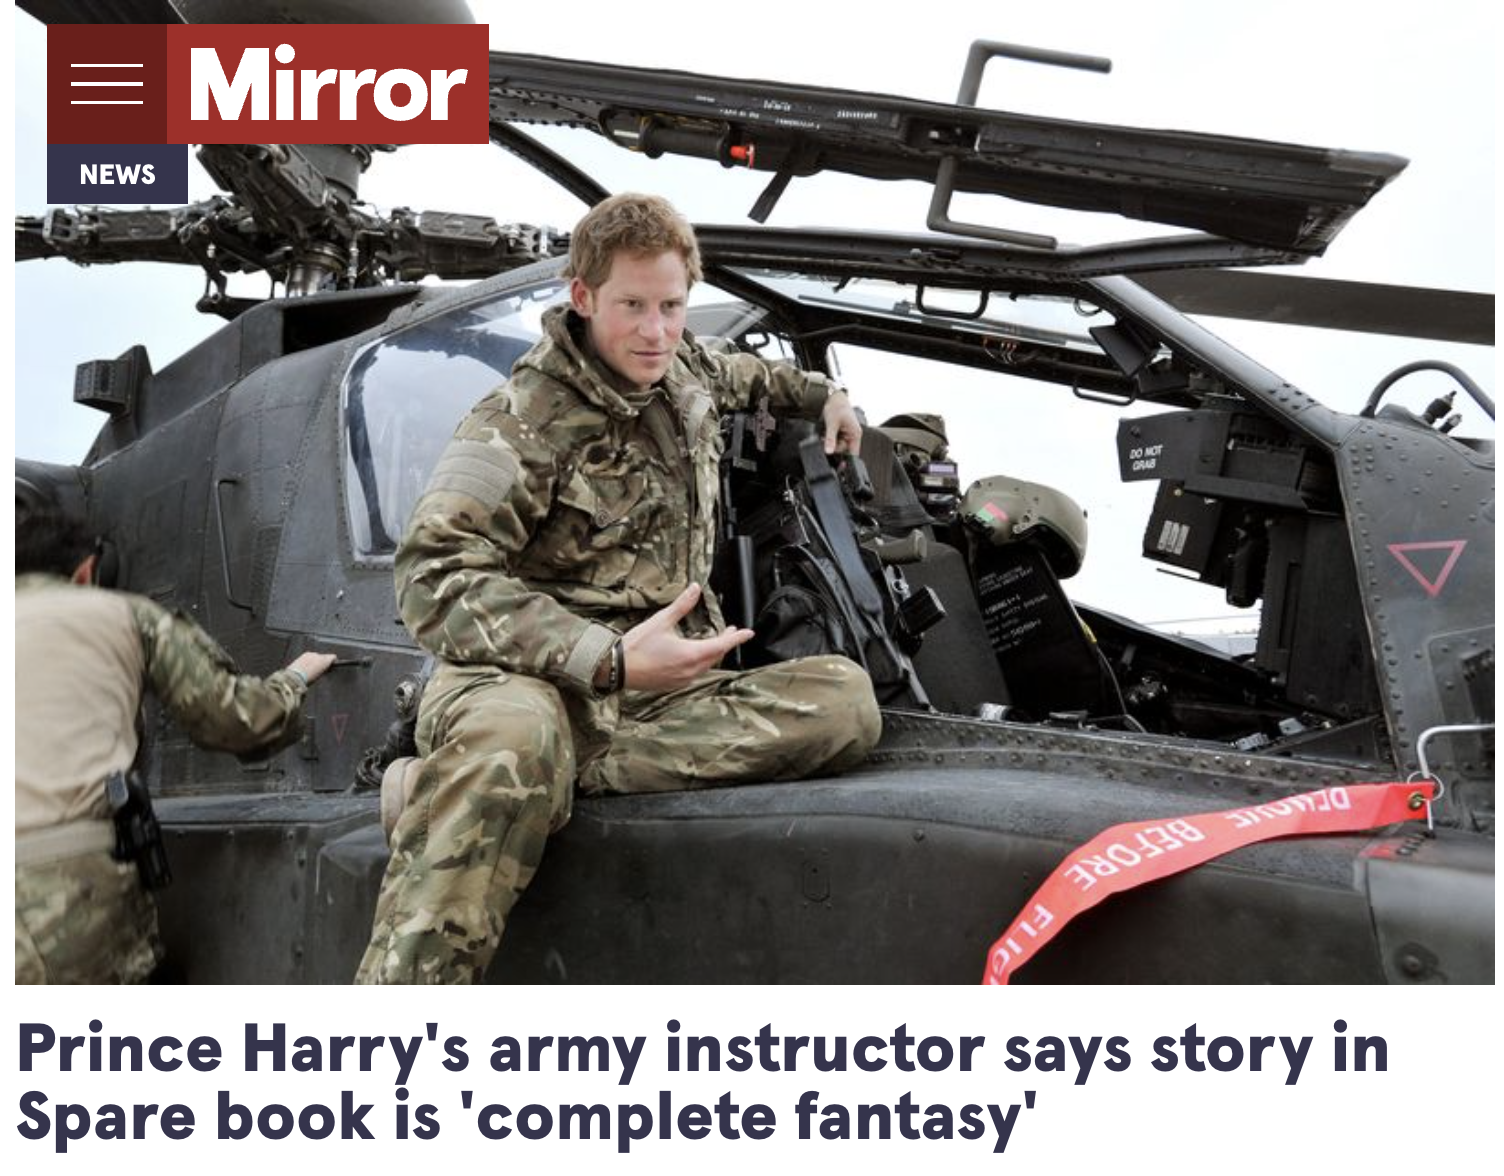 Mirror
NEWS
DO NOT
GRAB
REMOVE
BEFORE
Prince Harry's army instructor says story in
Spare book is 'complete fantasy'